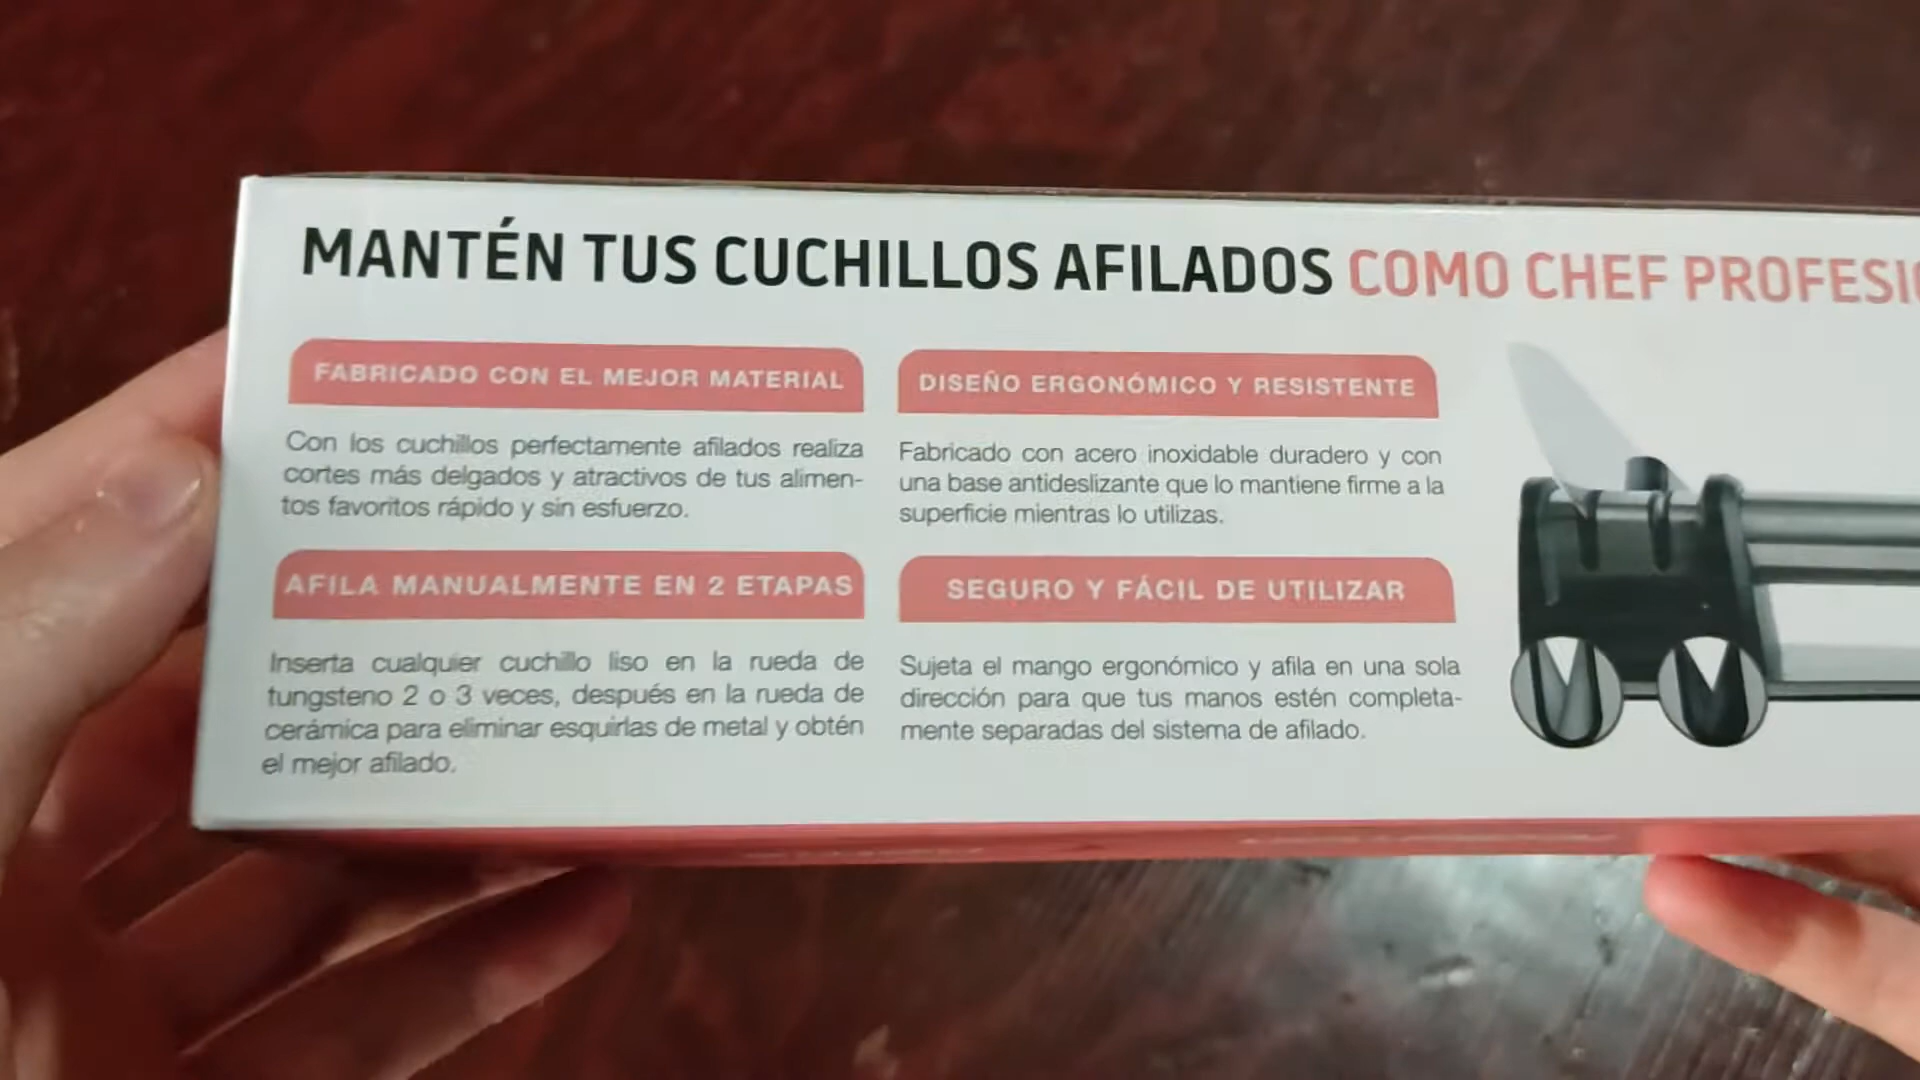 MANTÉN TUS CUCHILLOS AFILADOS COMO CHEF
FABRICADO CON EL MEJOR MATERIAL
Con los cuchillos perfectamente afilados realiza
cortes más delgados y atractivos de tus alimen-
tos favoritos rápido y sin esfuerzo.
DISEÑO ERGONÓMICO Y RESISTENTE
Fabricado con acero inoxidable duradero y con
una base antideslizante que lo mantiene firme a la
superficie mientras lo utilizas.
AFILA MANUALMENTE EN 2 ETAPAS
Inserta cualquier cuchillo liso en la rueda de
tungsteno 2 o 3 veces, después en la rueda de
cerámica para eliminar esquirlas de metal y obtén
el mejor afilado.
SEGURO Y FÁCIL DE UTILIZAR
Sujeta el mango ergonómico y afila en una sola
dirección para que tus manos estén completa-
mente separadas del sistema de afilado.